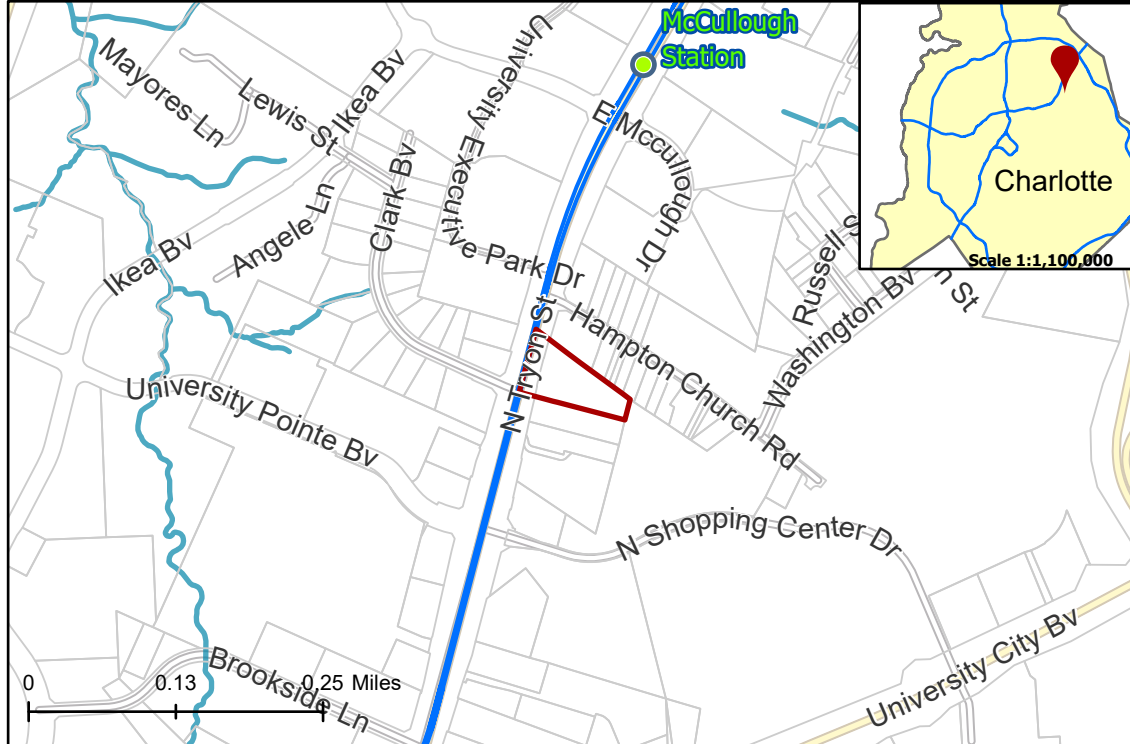 McCullough
Station
Mayores Ln
Lewis St
Ikea Bv
University Executive Park Dr
E Mccullough Dr
Clark Bv
Angele Ln
Ikea Bv
Charlotte
Scale 1:1,100,000
Russell S
n St
Washington Bv
N Tryon St
Hampton Church Rd
University Pointe Bv
N Shopping Center Dr
University City Bv
Brookside Ln
0 0.13 0.25 Miles